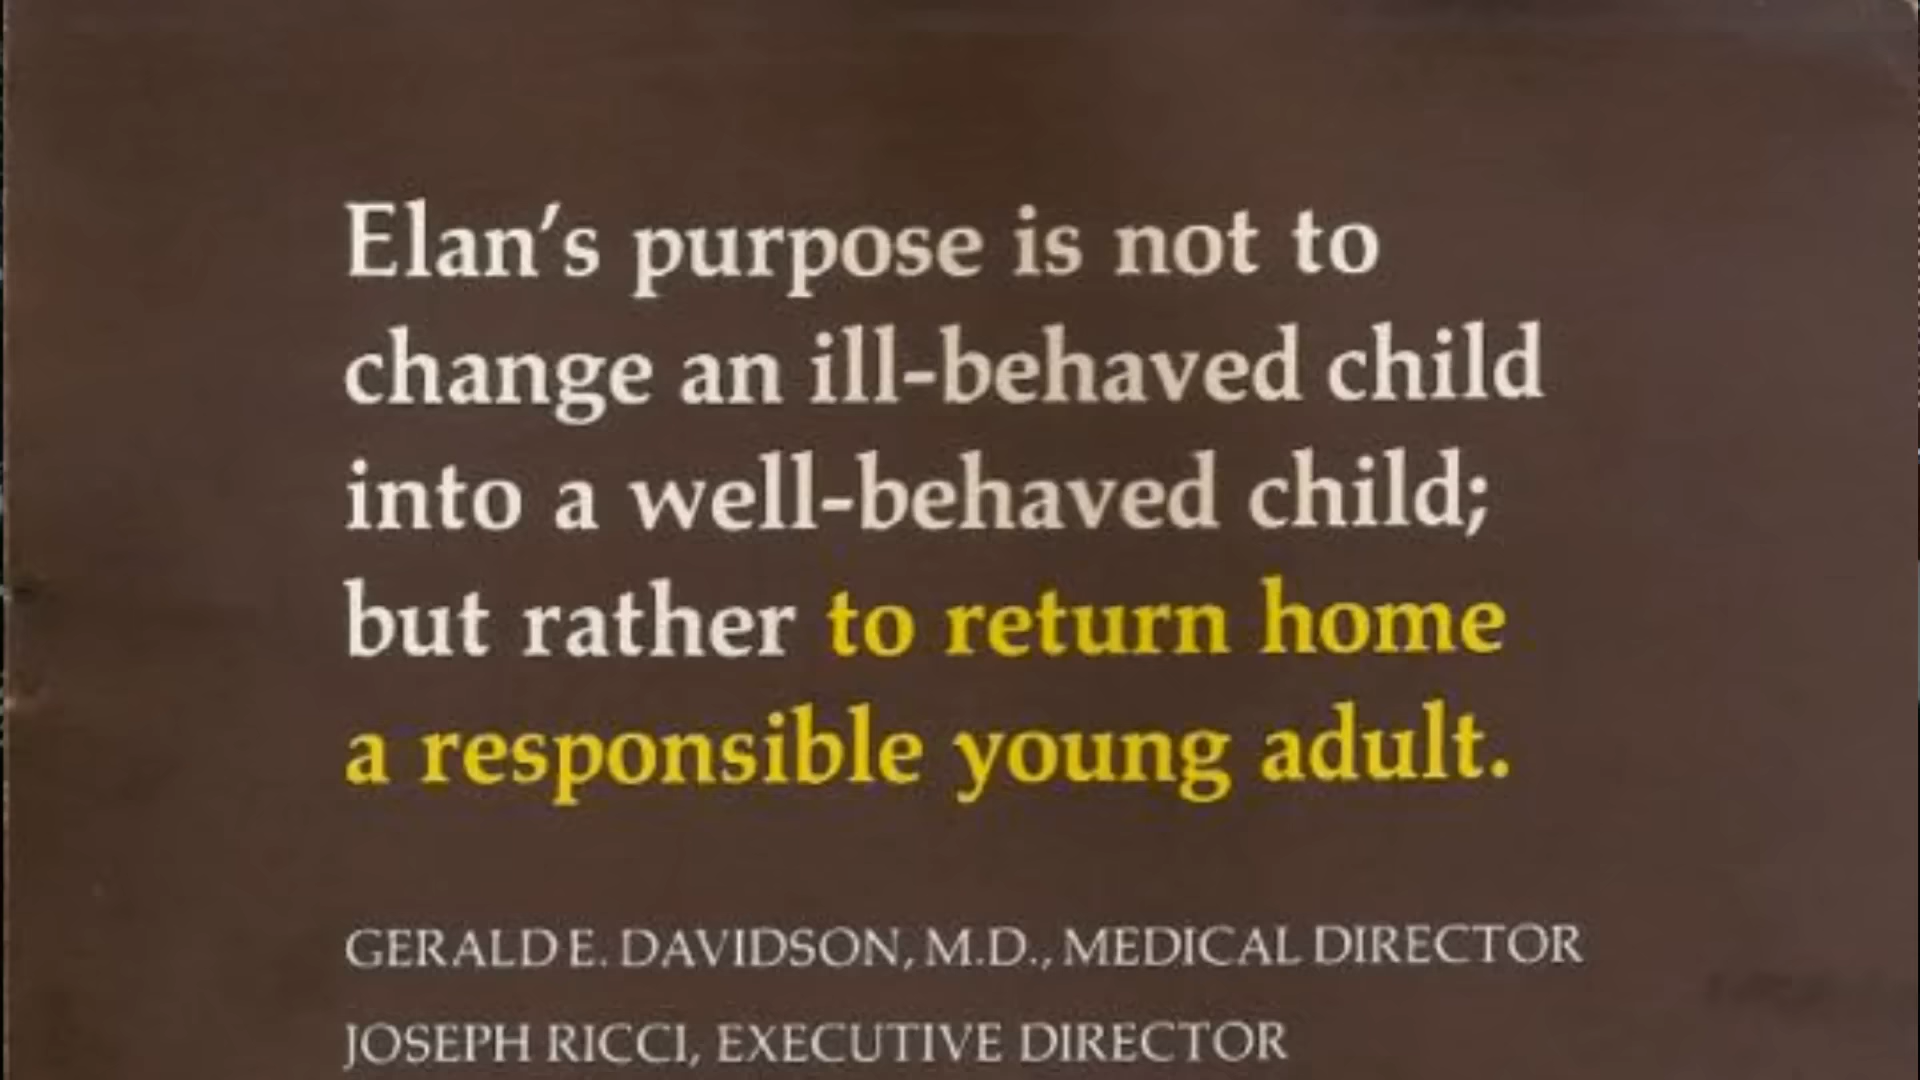 Elan's purpose is not to
change an ill-behaved child
into a well-behaved child;
but rather to return home
a responsible young adult.
GERALD E. DAVIDSON, M.D., MEDICAL DIRECTOR
JOSEPH RICCI, EXECUTIVE DIRECTOR